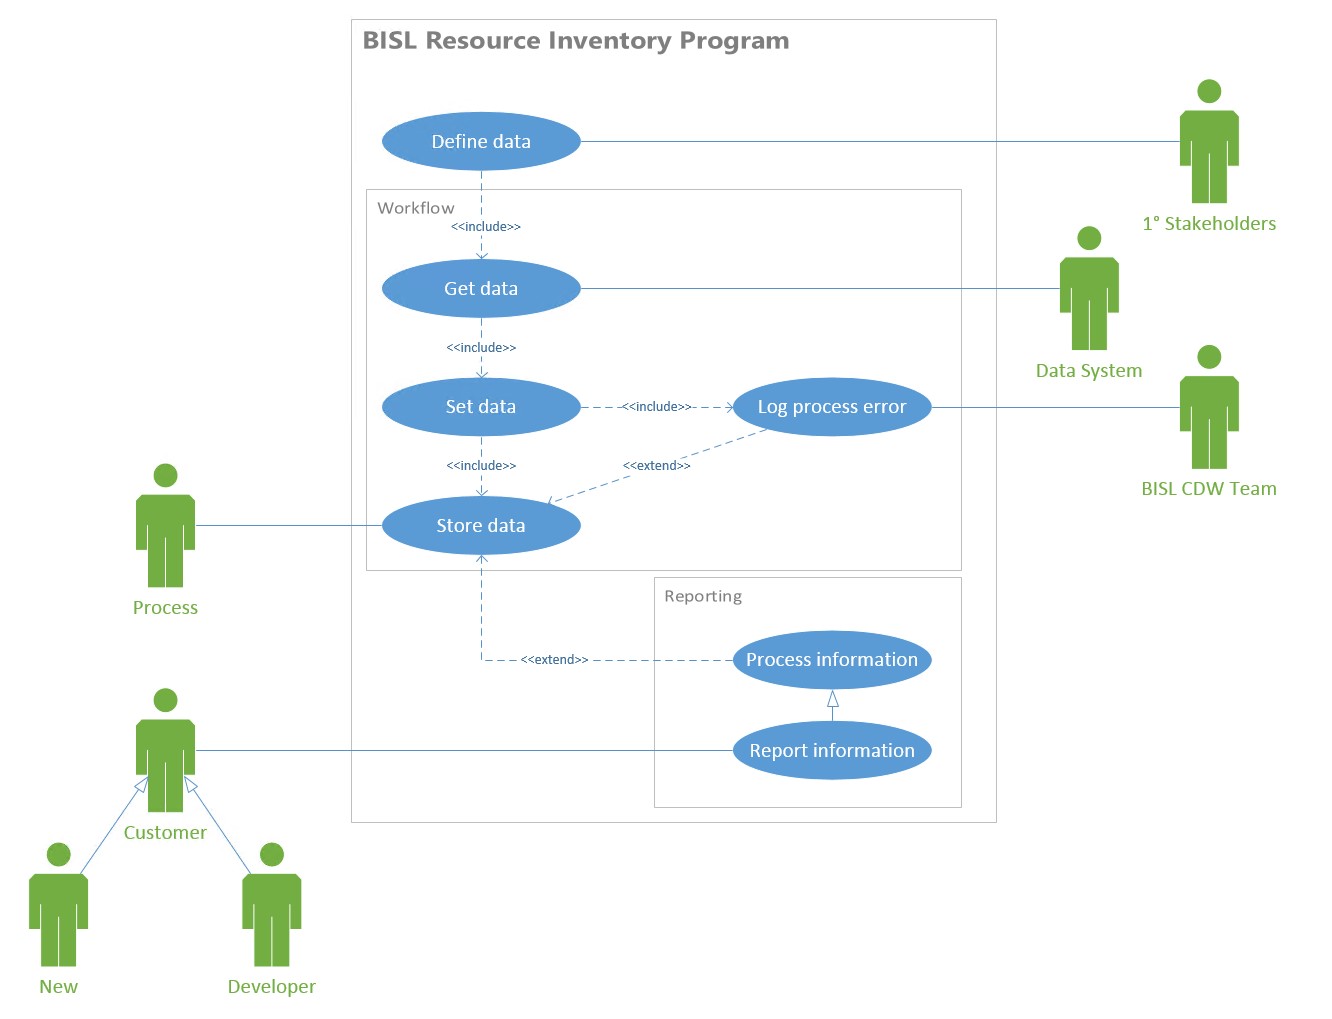 BISL Resource Inventory Program
Define data
1° Stakeholders
Workflow
<<include>>
Get data
Data System
<<include>>
Set data
<<include>>
Log process error
BISL CDW Team
<<include>>
<<extend>>
Store data
Process
Reporting
<<extend>>
Process information
Report information
Customer
New
Developer